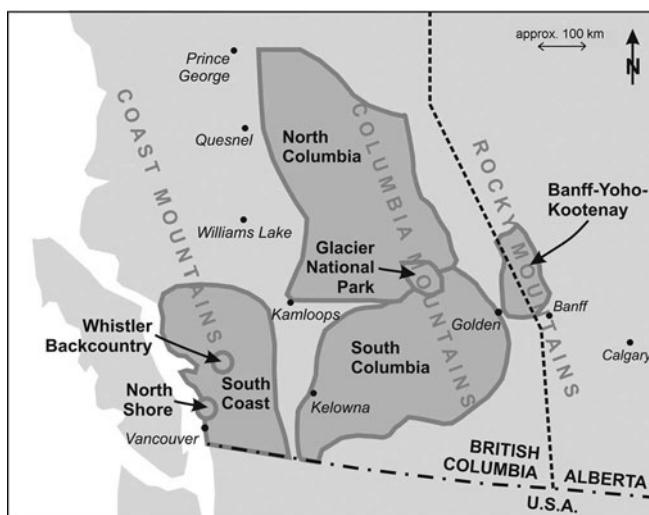 approx. 100 km
N
Prince
George
COAST MOUNTAINS
Quesnel
North
Columbia
COLUMBIA MOUNTAINS
ROCKY MOUNTAINS
Banff-Yoho-
Kootenay
Williams Lake
Glacier
National
Park
Kamloops
Golden
Banff
Whistler
Backcountry
South
Columbia
Calgary
North
Shore
South
Coast
Kelowna
Vancouver
BRITISH
COLUMBIA
ALBERTA
U.S.A.